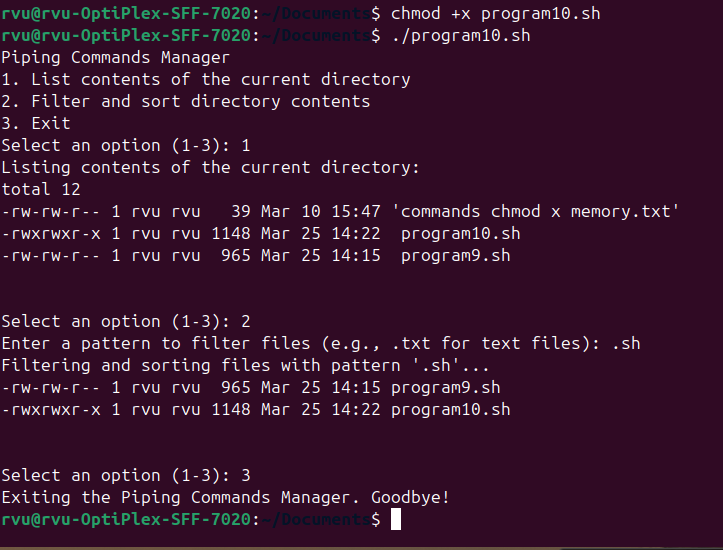 rvu@rvu-OptiPlex-SFF-7020:~/Documents$ chmod +x program10.sh
rvu@rvu-OptiPlex-SFF-7020:~/Documents$ ./program10.sh
Piping Commands Manager
1. List contents of the current directory
2. Filter and sort directory contents
3. Exit
Select an option (1-3): 1
Listing contents of the current directory:
total 12
-rw-rw-r-- 1 rvu rvu   39 Mar 10 15:47 'commands chmod x memory.txt'
-rwxrwxr-x 1 rvu rvu 1148 Mar 25 14:22  program10.sh
-rw-rw-r-- 1 rvu rvu  965 Mar 25 14:15  program9.sh
Select an option (1-3): 2
Enter a pattern to filter files (e.g., .txt for text files): .sh
Filtering and sorting files with pattern '.sh'...
-rw-rw-r-- 1 rvu rvu  965 Mar 25 14:15 program9.sh
-rwxrwxr-x 1 rvu rvu 1148 Mar 25 14:22 program10.sh
Select an option (1-3): 3
Exiting the Piping Commands Manager. Goodbye!
rvu@rvu-OptiPlex-SFF-7020:~/Documents$